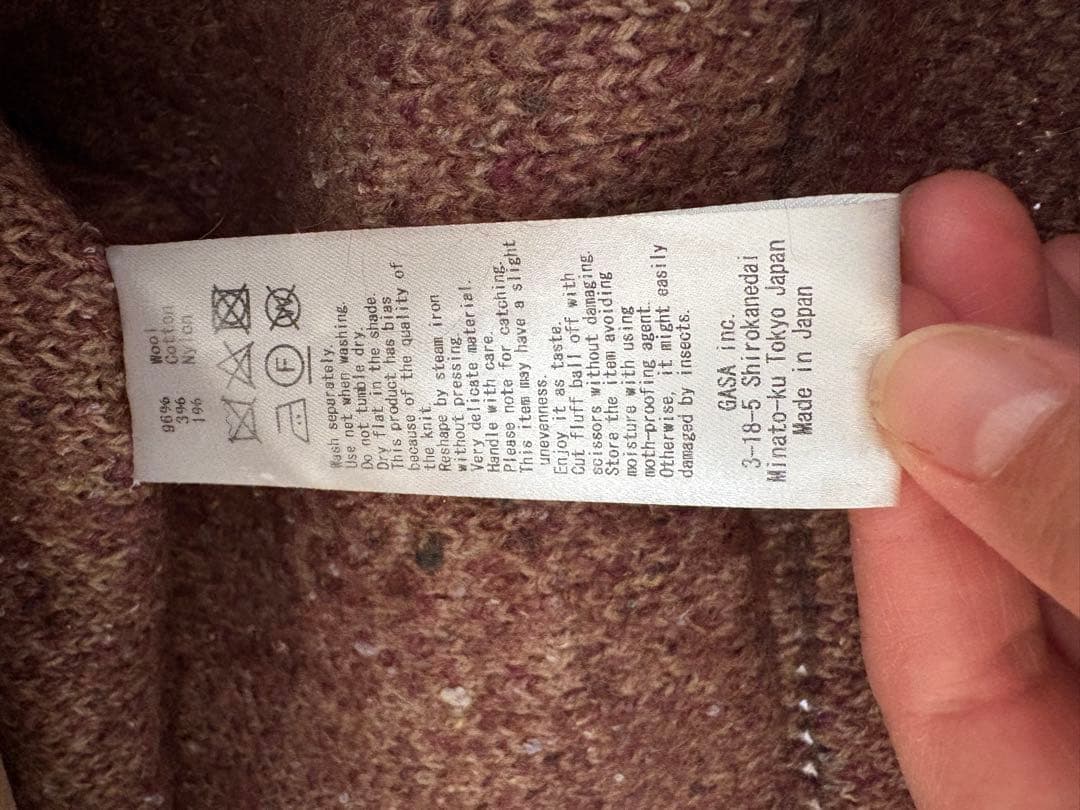 96% Wool
3% Cotton
1% Nylon
F
W
Wash separately.
Use net when washing.
Do not tumble dry.
Dry flat in the shade.
This product has bias
because of the quality of
the knit.
Reshape by steam iron
without pressing.
Very delicate material.
Handle with care.
Please note for catching.
This item may have a slight
unevenness.
Enjoy it as taste.
Cut fluff ball off with
scissors without damaging.
Store the item avoiding
moisture with using
moth-proofing agent.
Otherwise, it might easily
damaged by insects.
GASA inc.
3-18-5 Shirokanedai
Minato-ku Tokyo Japan
Made in Japan